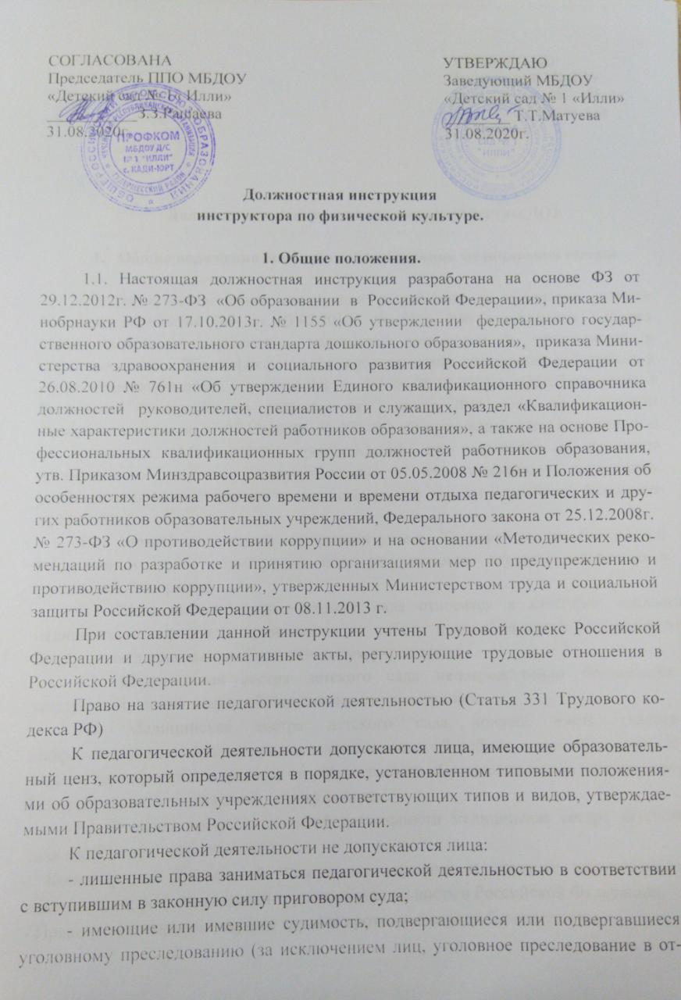 СОГЛАСОВАНА
Председатель ППО МБДОУ
«Детский сад № 1« Илли»
З.З.Рашаева
31.08.2020г.
ПРОФКОМ
МБДОУ Д/С
№ 1 "ИЛЛИ"
с. КАДИ-ЮРТ
УТВЕРЖДАЮ
Заведующий МБДОУ
«Детский сад № 1 «Илли»
Т.Т.Матуева
31.08.2020г.
Должностная инструкция
инструктора по физической культуре.
1. Общие положения.
1.1. Настоящая должностная инструкция разработана на основе ФЗ от
29.12.2012г. № 273-ФЗ «Об образовании в Российской Федерации», приказа Ми-
нобрнауки РФ от 17.10.2013г. № 1155 «Об утверждении федерального государ-
ственного образовательного стандарта дошкольного образования», приказа Мини-
стерства здравоохранения и социального развития Российской Федерации от
26.08.2010 № 761н «Об утверждении Единого квалификационного справочника
должностей руководителей, специалистов и служащих, раздел «Квалификацион-
ные характеристики должностей работников образования», а также на основе Про-
фессиональных квалификационных групп должностей работников образования,
утв. Приказом Минздравсоцразвития России от 05.05.2008 № 216н и Положения об
особенностях режима рабочего времени и времени отдыха педагогических и дру-
гих работников образовательных учреждений, Федерального закона от 25.12.2008г.
№ 273-ФЗ «О противодействии коррупции» и на основании «Методических реко-
мендаций по разработке и принятию организациями мер по предупреждению и
противодействию коррупции», утвержденных Министерством труда и социальной
защиты Российской Федерации от 08.11.2013 г.
При составлении данной инструкции учтены Трудовой кодекс Российской
Федерации и другие нормативные акты, регулирующие трудовые отношения в
Российской Федерации.
Право на занятие педагогической деятельностью (Статья 331 Трудового ко-
декса РФ)
К педагогической деятельности допускаются лица, имеющие образователь-
ный ценз, который определяется в порядке, установленном типовыми положения-
ми об образовательных учреждениях соответствующих типов и видов, утверждае-
мыми Правительством Российской Федерации.
К педагогической деятельности не допускаются лица:
- лишенные права заниматься педагогической деятельностью в соответствии
с вступившим в законную силу приговором суда;
- имеющие или имевшие судимость, подвергающиеся или подвергавшиеся
уголовному преследованию (за исключением лиц, уголовное преследование в от-